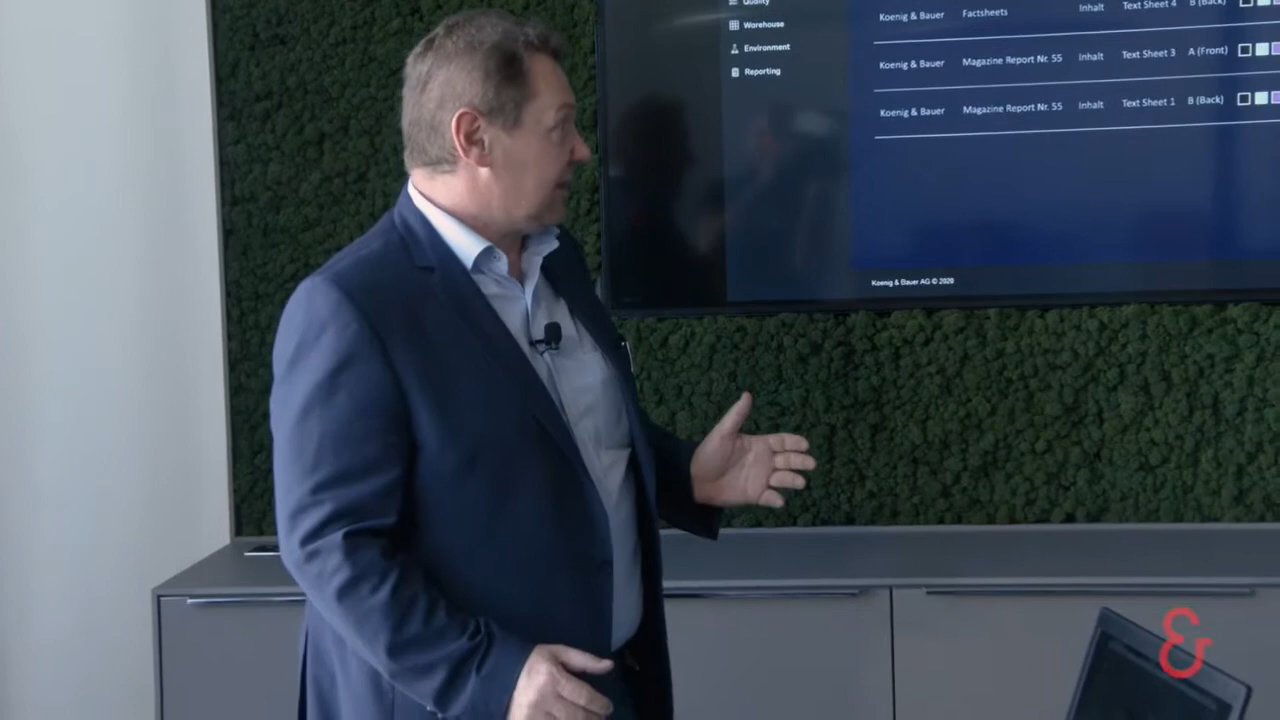 Quality
Warehouse
Environment
Reporting
Koenig & Bauer Factsheets Inhalt Text Sheet 4 B (Back)
Koenig & Bauer Magazine Report Nr. 55 Inhalt Text Sheet 3 A (Front)
Koenig & Bauer Magazine Report Nr. 55 Inhalt Text Sheet 1 B (Back)
Koenig & Bauer AG © 2020
&